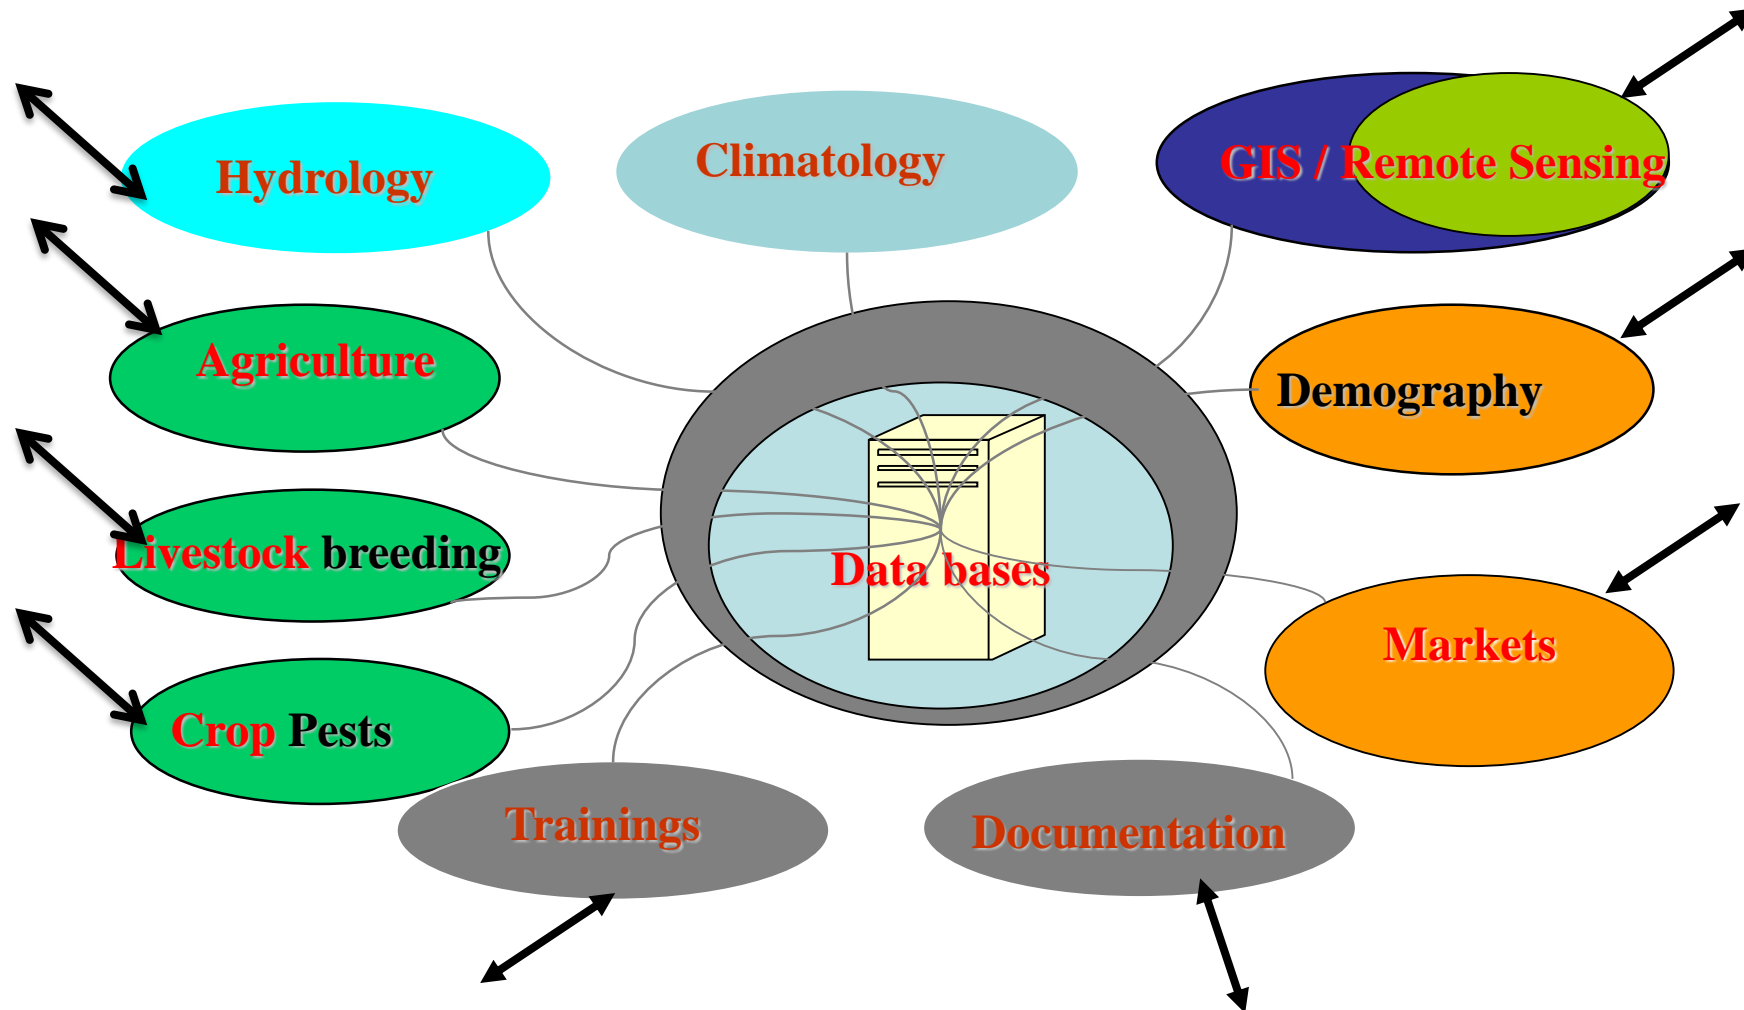 Hydrology
Climatology
GIS / Remote Sensing
Agriculture
Demography
Livestock breeding
Data bases
Markets
Crop Pests
Trainings
Documentation